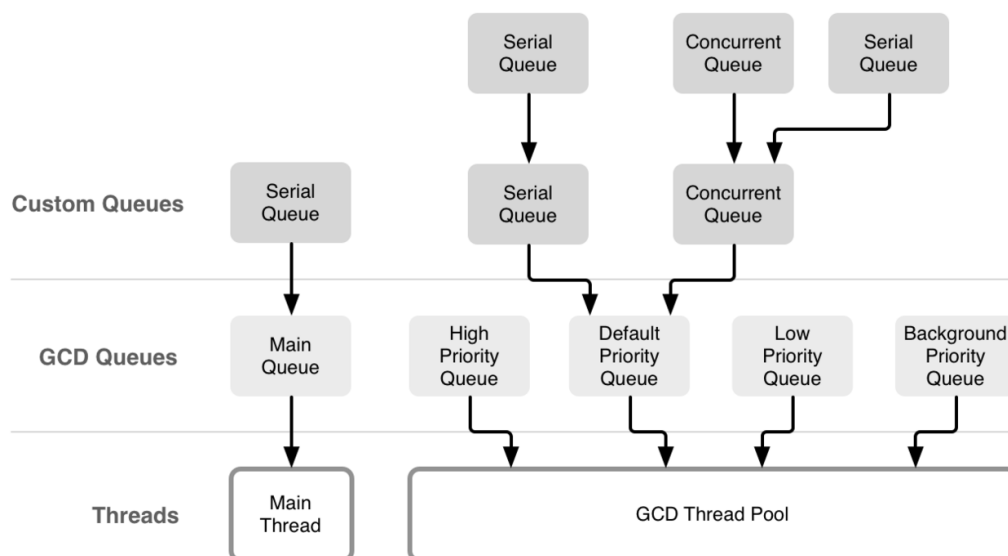 Serial
Queue
Concurrent
Queue
Serial
Queue
Custom Queues
Serial
Queue
Serial
Queue
Concurrent
Queue
GCD Queues
Main
Queue
High
Priority
Queue
Default
Priority
Queue
Low
Priority
Queue
Background
Priority
Queue
Threads
Main
Thread
GCD Thread Pool